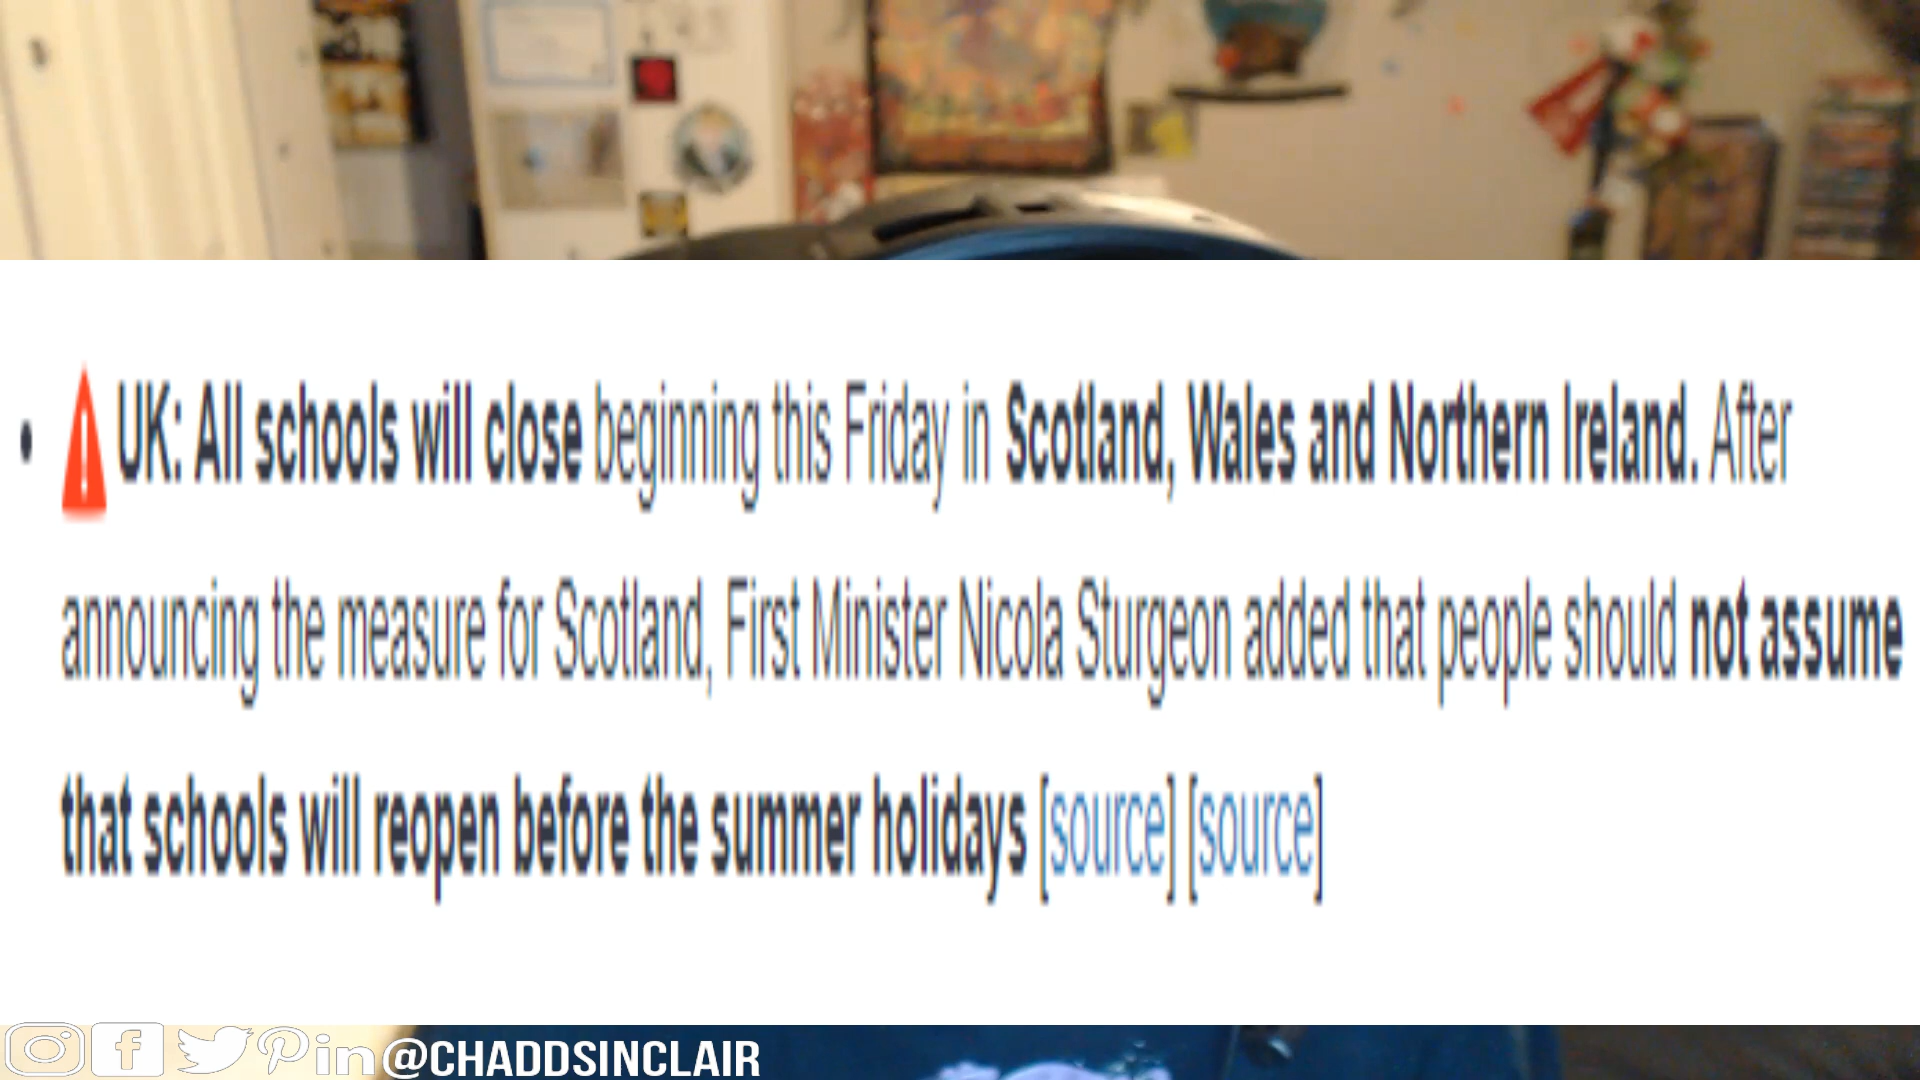 • UK: All schools will close beginning this Friday in Scotland, Wales and Northern Ireland. After
announcing the measure for Scotland, First Minister Nicola Sturgeon added that people should not assume
that schools will reopen before the summer holidays [source] [source]
@CHADDSINCLAIR